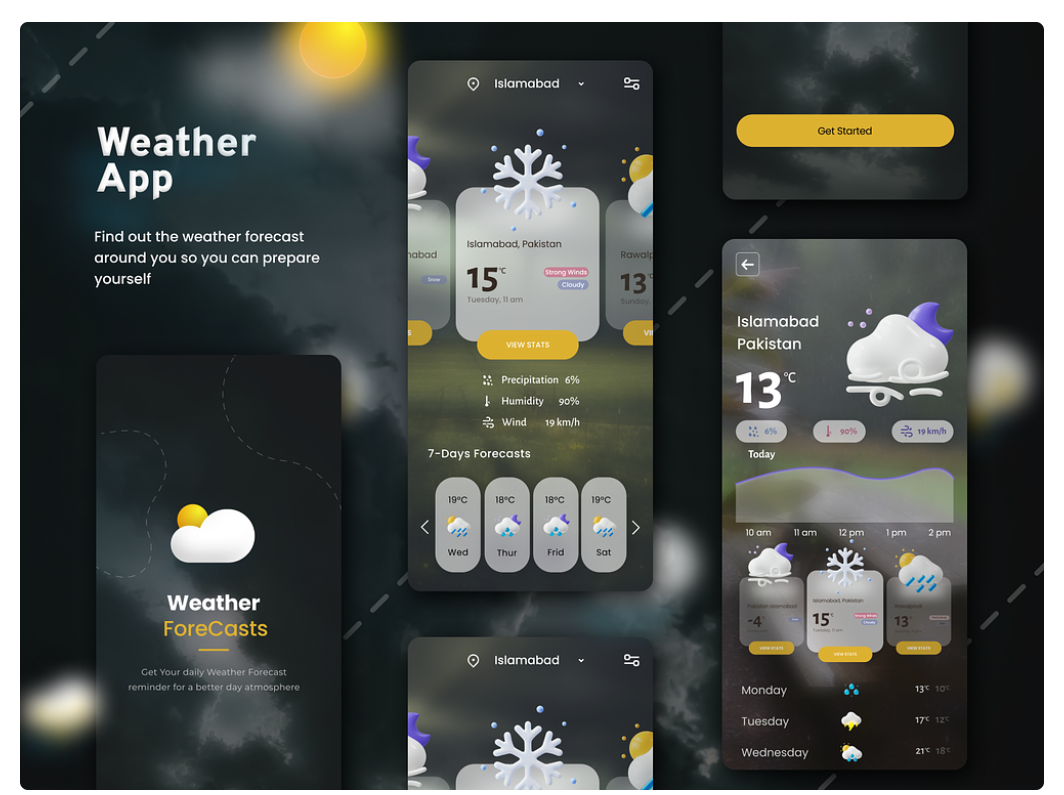 Weather
App
Find out the weather forecast
around you so you can prepare
yourself
Weather
ForeCasts
Get Your daily Weather Forecast
reminder for a better day atmosphere
Islamabad
Islamabad, Pakistan
15°C
Strong Winds
Cloudy
Tuesday, 11 am
VIEW STATS
nabad
Snow
S
Rawalp
13
Sunday,
VI
Precipitation 6%
Humidity 90%
Wind 19 km/h
7-Days Forecasts
19°C 18°C 18°C 19°C
Wed Thur Frid Sat
Islamabad
Get Started
Islamabad
Pakistan
13°C
6% 90% 19 km/h
Today
10 am 11 am 12 pm 1 pm 2 pm
Islamabad, Pakistan
-4° 15°C 13°
Strong Winds
Cloudy
Tuesday, 11 am
VIEW STATS VIEW STATS VIEW STATS
Monday 13°C 10°C
Tuesday 17°C 12°C
Wednesday 21°C 18°C